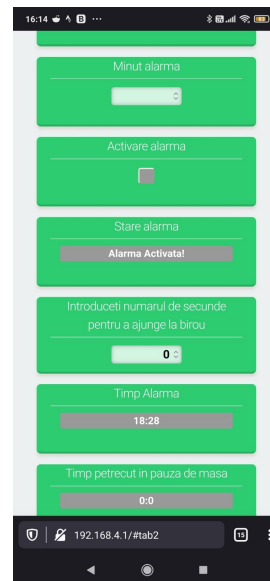 16:14
Minut alarma
Activare alarma
Stare alarma
Alarma Activata!
Introduceti numarul de secunde
pentru a ajunge la birou
0
Timp Alarma
18:28
Timp petrecut in pauza de masa
0:0
192.168.4.1/#tab2
15